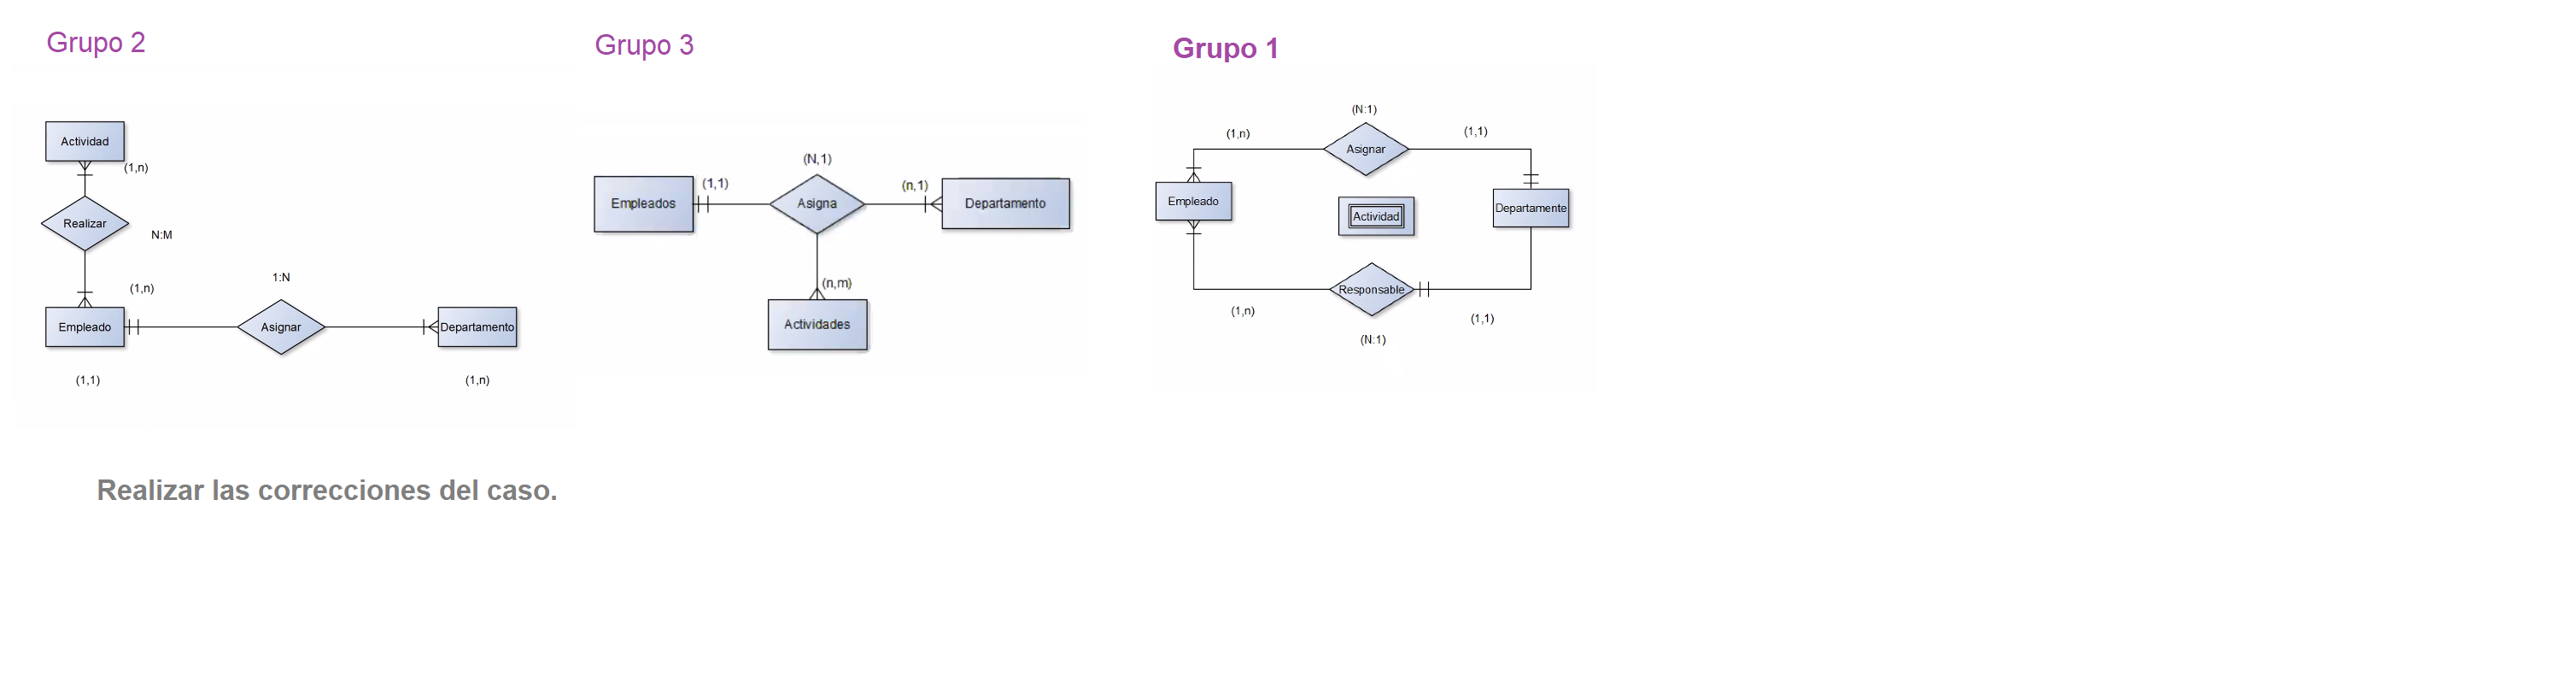 Grupo 2
Actividad
(1,n)
Realizar
N:M
(1,n)
1:N
Empleado
Asignar
Departamento
(1,1)
(1,n)
Grupo 3
(N,1)
(1,1)
(n,1)
Empleados
Asigna
Departamento
(n,m)
Actividades
Grupo 1
(N:1)
(1,n)
(1,1)
Asignar
Empleado
Departamente
Actividad
Responsable
(1,n)
(1,1)
(N:1)
Realizar las correcciones del caso.